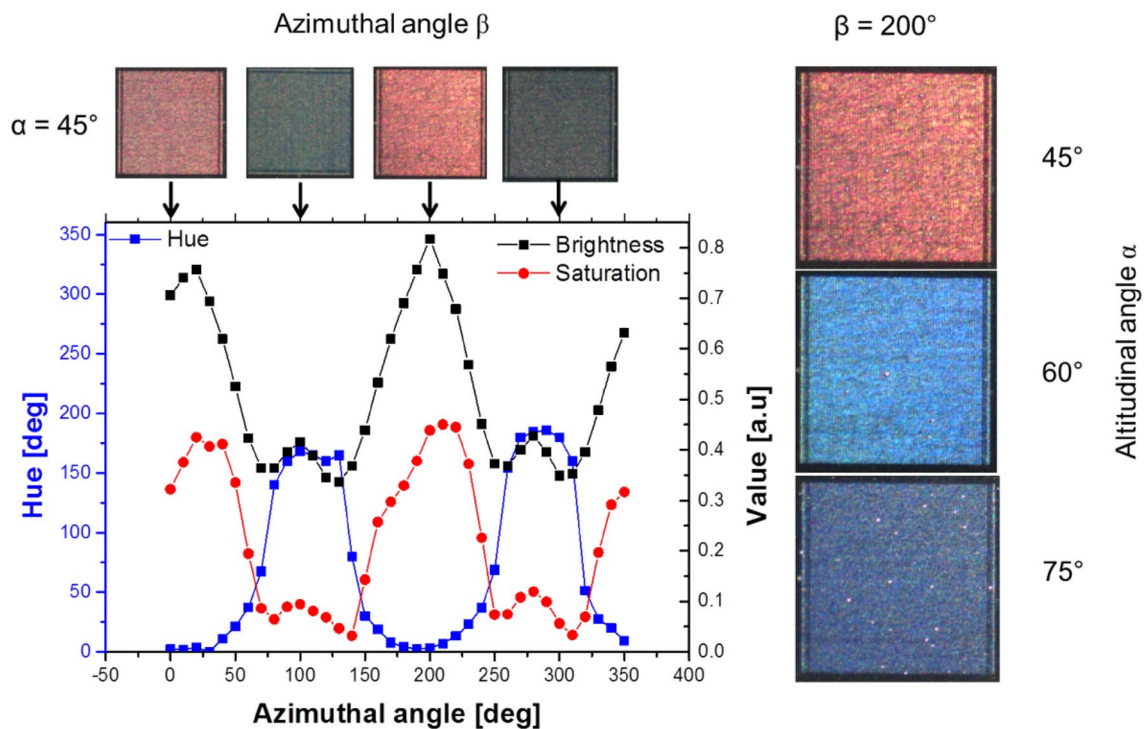 Azimuthal angle β
β = 200°
α = 45°
45°
60°
75°
Altitudinal angle α
Hue
Brightness
Saturation
350
300
250
200
150
100
50
0
Hue [deg]
0.8
0.7
0.6
0.5
0.4
0.3
0.2
0.1
0.0
Value [a.u]
-50 0 50 100 150 200 250 300 350 400
Azimuthal angle [deg]